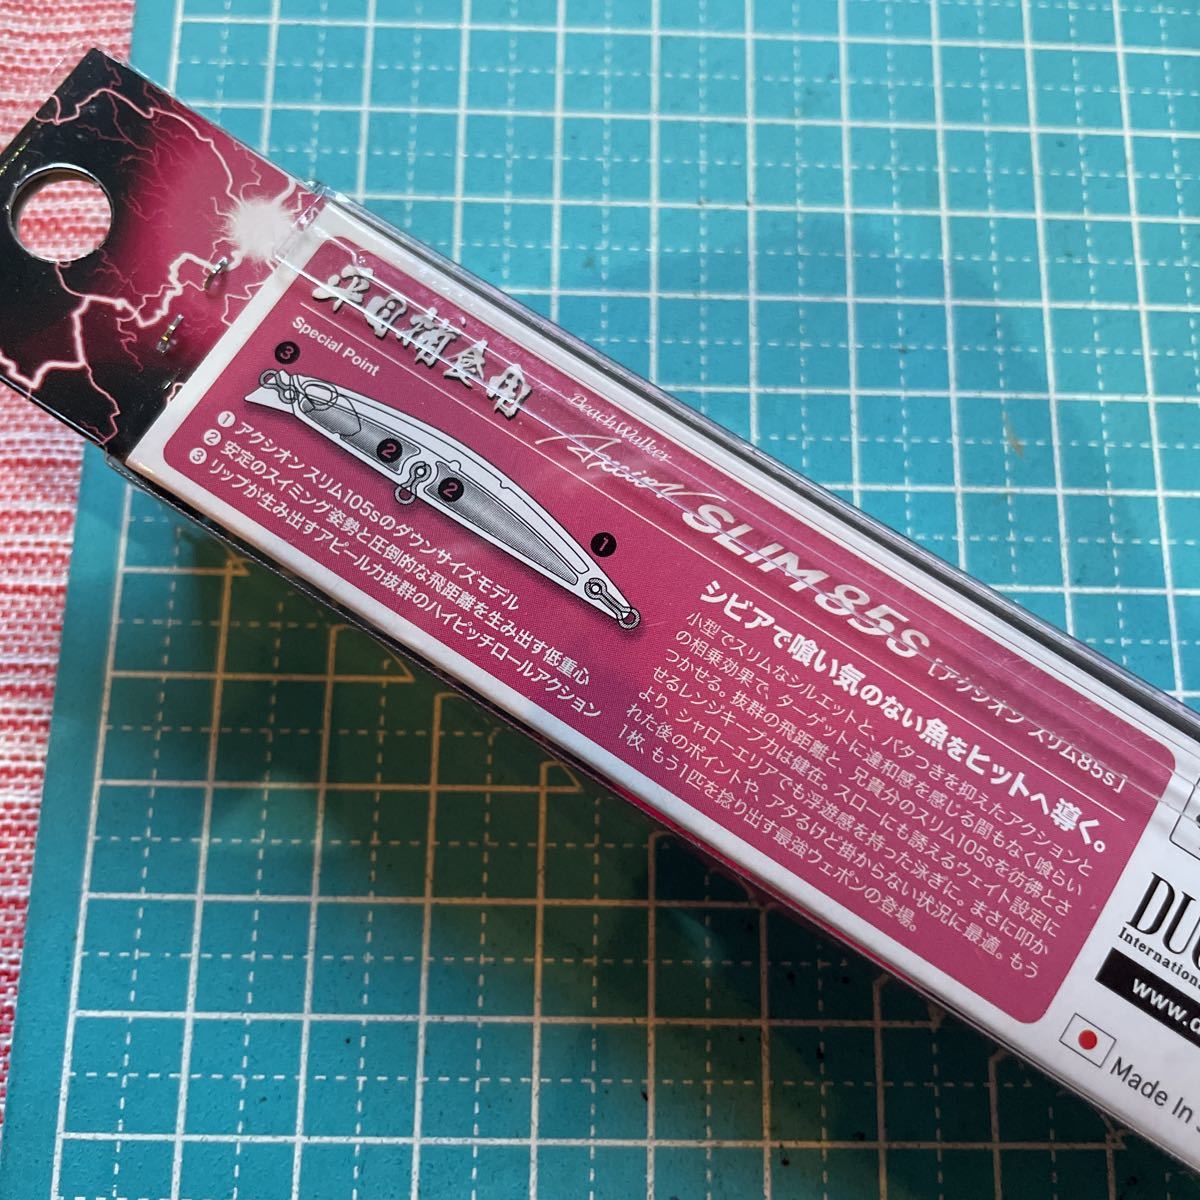 平目補食用
Special Point
3
2
2
1
1 アクシオン スリム105sのダウンサイズモデル
2 安定のスイミング姿勢と圧倒的な飛距離を生み出す低重心
3 リップが生み出すアピール力抜群のハイピッチロールアクション
Beach Walker
Axcion SLIM 85S [アクシオン スリム85s]
シビアで喰い気のない魚をヒットへ導く。
小型でスリムなシルエットと、バタつきを抑えたアクションと
の相乗効果で、ターゲットに違和感を感じる間もなく喰らい
つかせる。抜群の飛距離と、兄貴分のスリム105sを彷彿とさ
せるレンジキープ力は健在。スローにも誘えるウェイト設定に
より、シャローエリアでも浮遊感を持った泳ぎに。まさに叩か
れた後のポイントや、アタるけど掛からない状況に最適。もう
1枚、もう1匹を捻り出す最強ウェポンの登場。
International
Made In